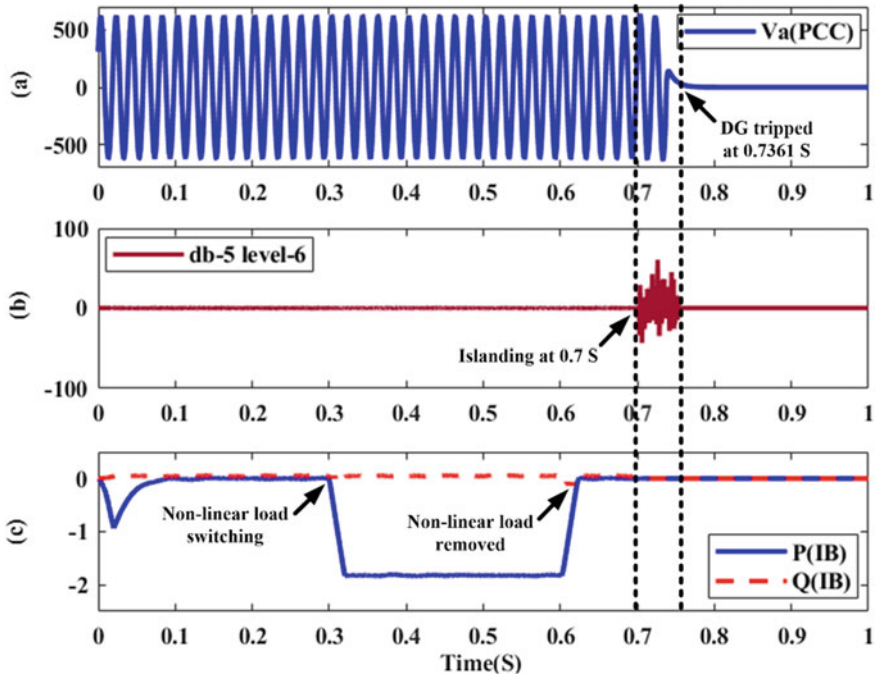 500
0
-500
(a)
Va(PCC)
DG tripped
at 0.7361 S
0 0.1 0.2 0.3 0.4 0.5 0.6 0.7 0.8 0.9 1
100
0
-100
(b)
db-5 level-6
Islanding at 0.7 S
0 0.1 0.2 0.3 0.4 0.5 0.6 0.7 0.8 0.9 1
0
-1
-2
(c)
Non-linear load
switching
Non-linear load
removed
P(IB)
Q(IB)
0 0.1 0.2 0.3 0.4 0.5 0.6 0.7 0.8 0.9 1
Time(S)